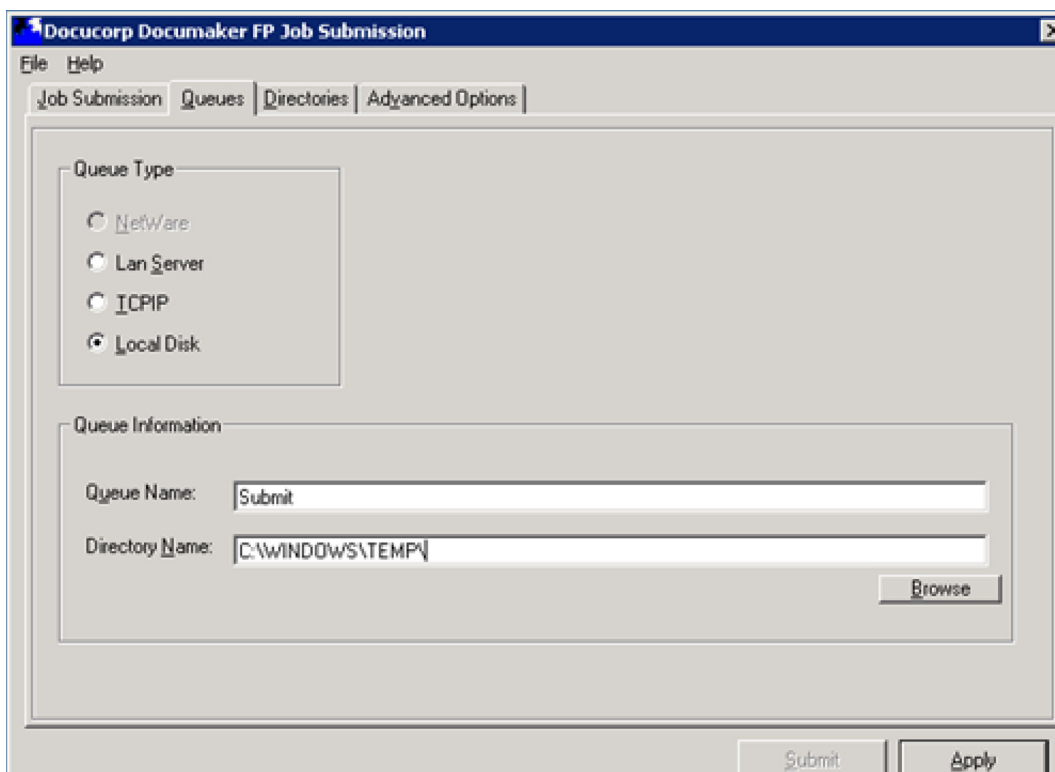 Docucorp Documaker FP Job Submission
File Help
Job Submission Queues Directories Advanced Options
Queue Type
NetWare
Lan Server
TCPIP
Local Disk
Queue Information
Queue Name: Submit
Directory Name: C:\WINDOWS\TEMP\
Browse
Submit Apply